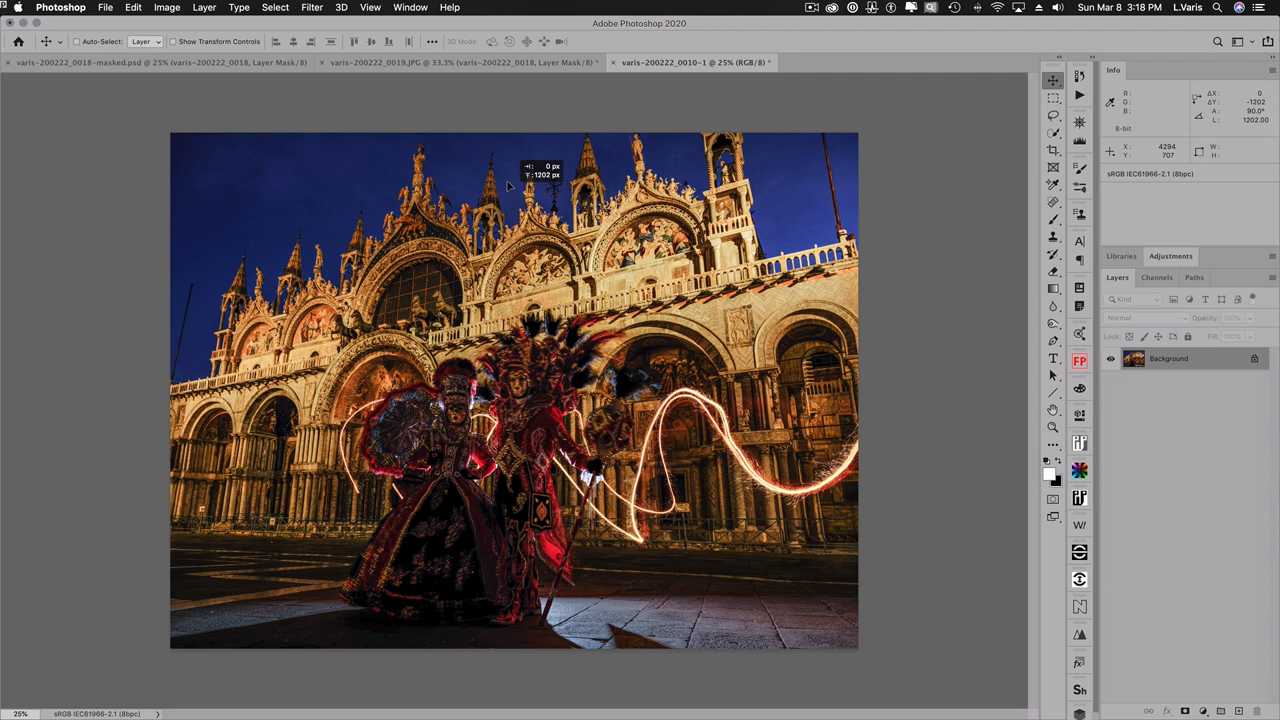 Photoshop File Edit Image Layer Type Select Filter 3D View Window Help Sun Mar 8 3:18 PM L.Varis
Adobe Photoshop 2020
Auto-Select: Layer Show Transform Controls 3D Mode:
varis-200222_0018-masked.psd @ 25% (varis-200222_0018, Layer Mask/8) varis-200222_0019.JPG @ 33.3% (varis-200222_0018, Layer Mask/8) * varis-200222_0010-1 @ 25% (RGB/8) *
Info
R: ΔX: 0
G: ΔY: -1202
B: A: 90.0°
L: 1202.00
8-bit
X: 4294 W:
Y: 707 H:
sRGB IEC61966-2.1 (8bpc)
0 px
1202 px
Libraries Adjustments
Layers Channels Paths
Kind
Normal Opacity: 100%
Lock: Fill: 100%
Background
FP
W!
fx
Sh
25% sRGB IEC61966-2.1 (8bpc)